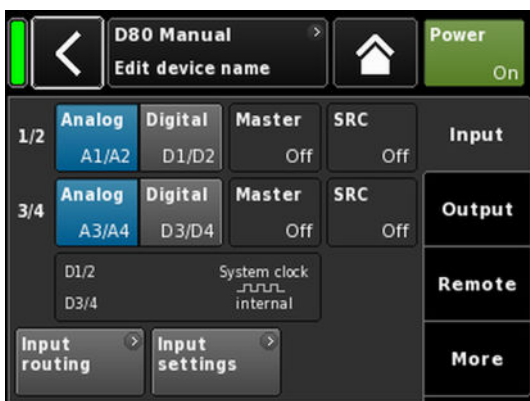 D80 Manual
Edit device name
Power
On
1/2
Analog
A1/A2
Digital
D1/D2
Master
Off
SRC
Off
Input
3/4
Analog
A3/A4
Digital
D3/D4
Master
Off
SRC
Off
Output
D1/2
D3/4
System clock
internal
Remote
Input
routing
Input
settings
More